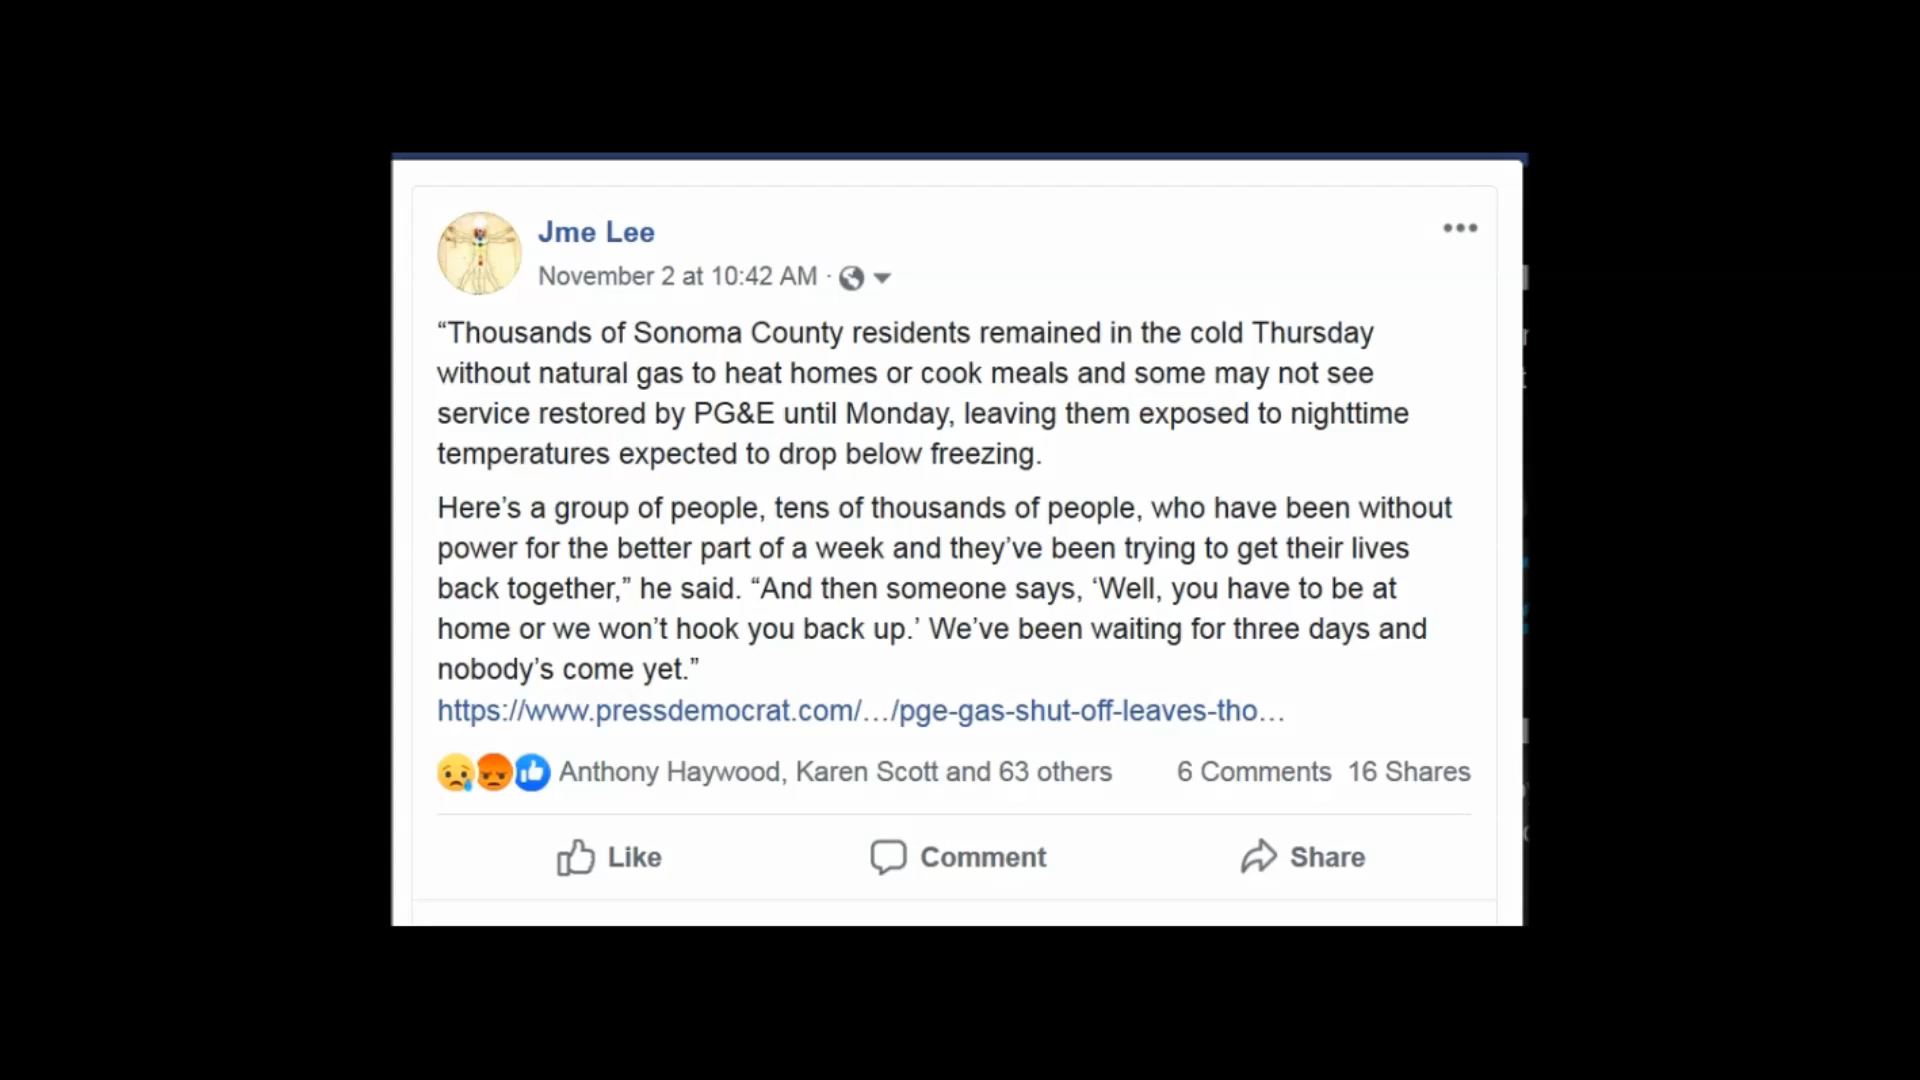 Jme Lee
November 2 at 10:42 AM ·
“Thousands of Sonoma County residents remained in the cold Thursday
without natural gas to heat homes or cook meals and some may not see
service restored by PG&E until Monday, leaving them exposed to nighttime
temperatures expected to drop below freezing.
Here’s a group of people, tens of thousands of people, who have been without
power for the better part of a week and they’ve been trying to get their lives
back together,” he said. “And then someone says, ‘Well, you have to be at
home or we won’t hook you back up.’ We’ve been waiting for three days and
nobody’s come yet.”
https://www.pressdemocrat.com/…/pge-gas-shut-off-leaves-tho…
Anthony Haywood, Karen Scott and 63 others 6 Comments 16 Shares
Like Comment Share